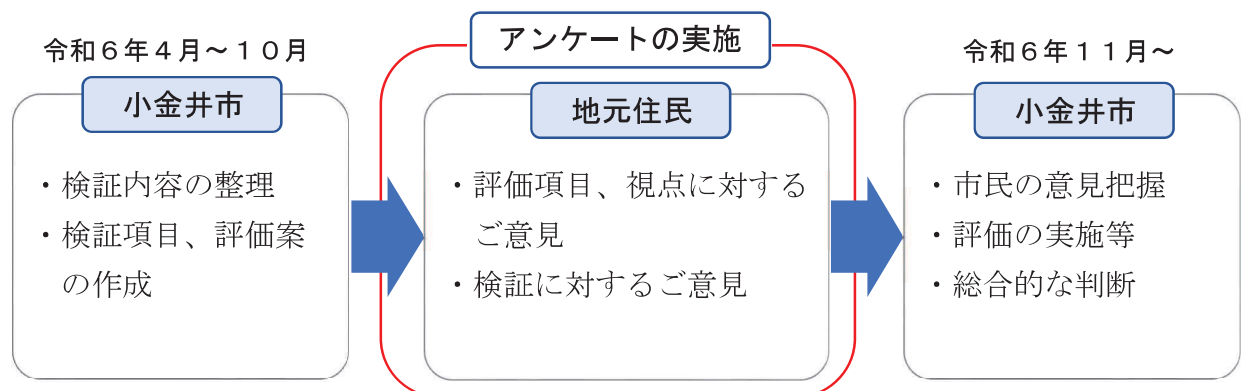 令和６年４月～１０月
小金井市
・検証内容の整理
・検証項目、評価案
の作成
アンケートの実施
地元住民
・評価項目、視点に対する
ご意見
・検証に対するご意見
令和６年１１月～
小金井市
・市民の意見把握
・評価の実施等
・総合的な判断